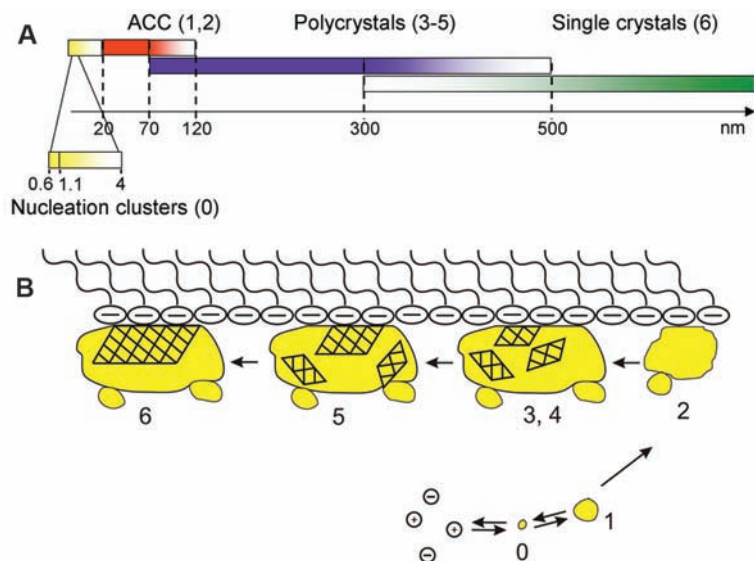 A
ACC (1,2)
Polycrystals (3-5)
Single crystals (6)
20
70
120
300
500
nm
0.6
1.1
4
Nucleation clusters (0)
B
6
5
3, 4
2
1
0